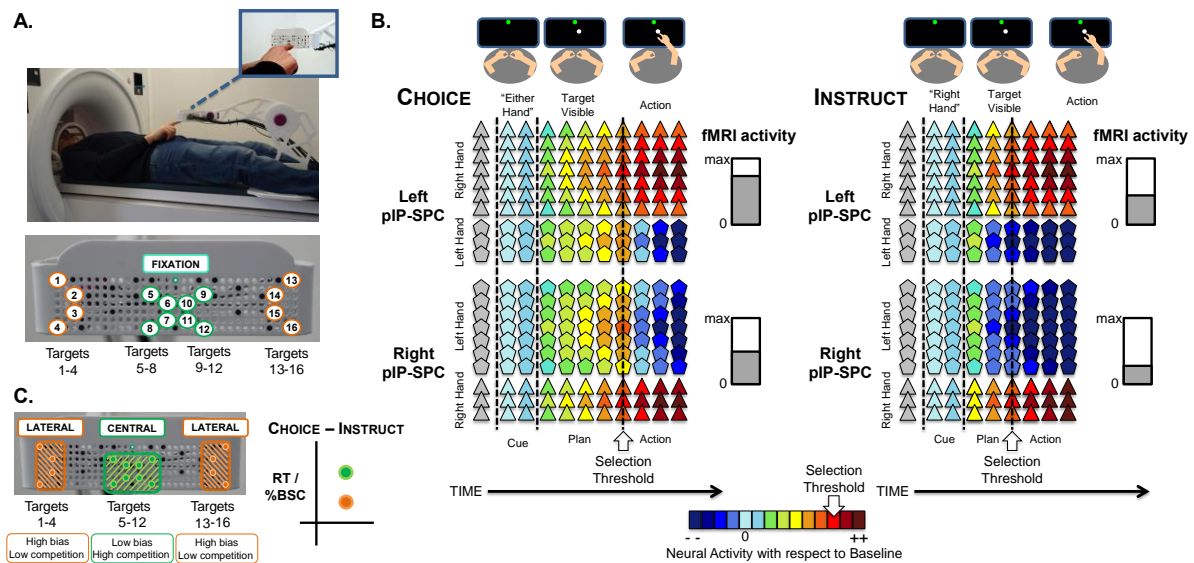 A.
FIXATION
1
2
3
4
5
6
7
8
9
10
11
12
13
14
15
16
Targets
1-4
Targets
5-8
Targets
9-12
Targets
13-16
C.
LATERAL
CENTRAL
LATERAL
Targets
1-4
Targets
5-12
Targets
13-16
High bias
Low competition
Low bias
High competition
High bias
Low competition
CHOICE – INSTRUCT
RT /
%BSC
B.
CHOICE
"Either
Hand"
Target
Visible
Action
fMRI activity
max
0
Left
pIP-SPC
Right Hand
Left Hand
Right
pIP-SPC
Left Hand
Right Hand
max
0
Cue
Plan
Action
Selection
Threshold
TIME
INSTRUCT
"Right
Hand"
Target
Visible
Action
fMRI activity
max
0
Left
pIP-SPC
Right Hand
Left Hand
Right
pIP-SPC
Left Hand
Right Hand
max
0
Cue
Plan
Action
Selection
Threshold
TIME
Selection
Threshold
- -
0
++
Neural Activity with respect to Baseline